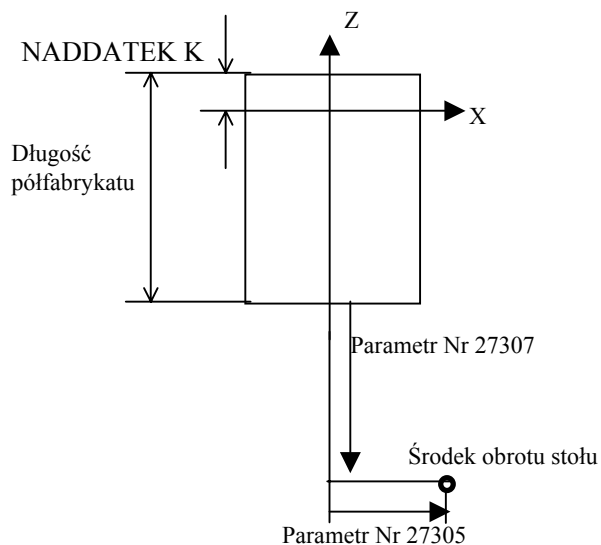 Z
NADDATEK K
X
Długość
półfabrykatu
Parametr Nr 27307
Środek obrotu stołu
Parametr Nr 27305